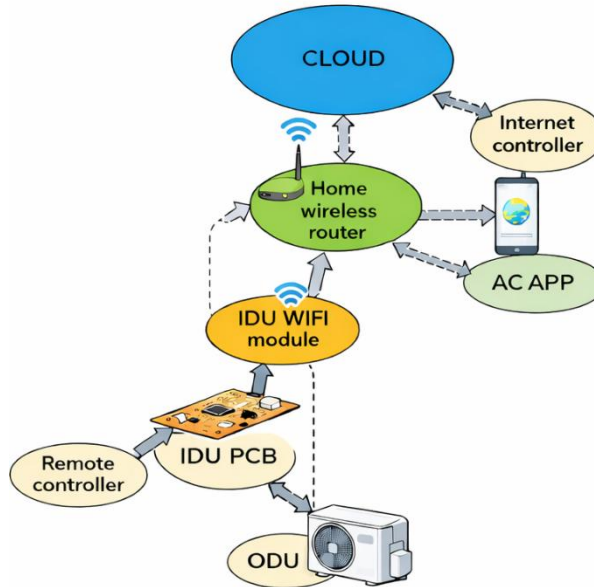 CLOUD
Internet
controller
Home
wireless
router
AC APP
IDU WIFI
module
IDU PCB
Remote
controller
ODU